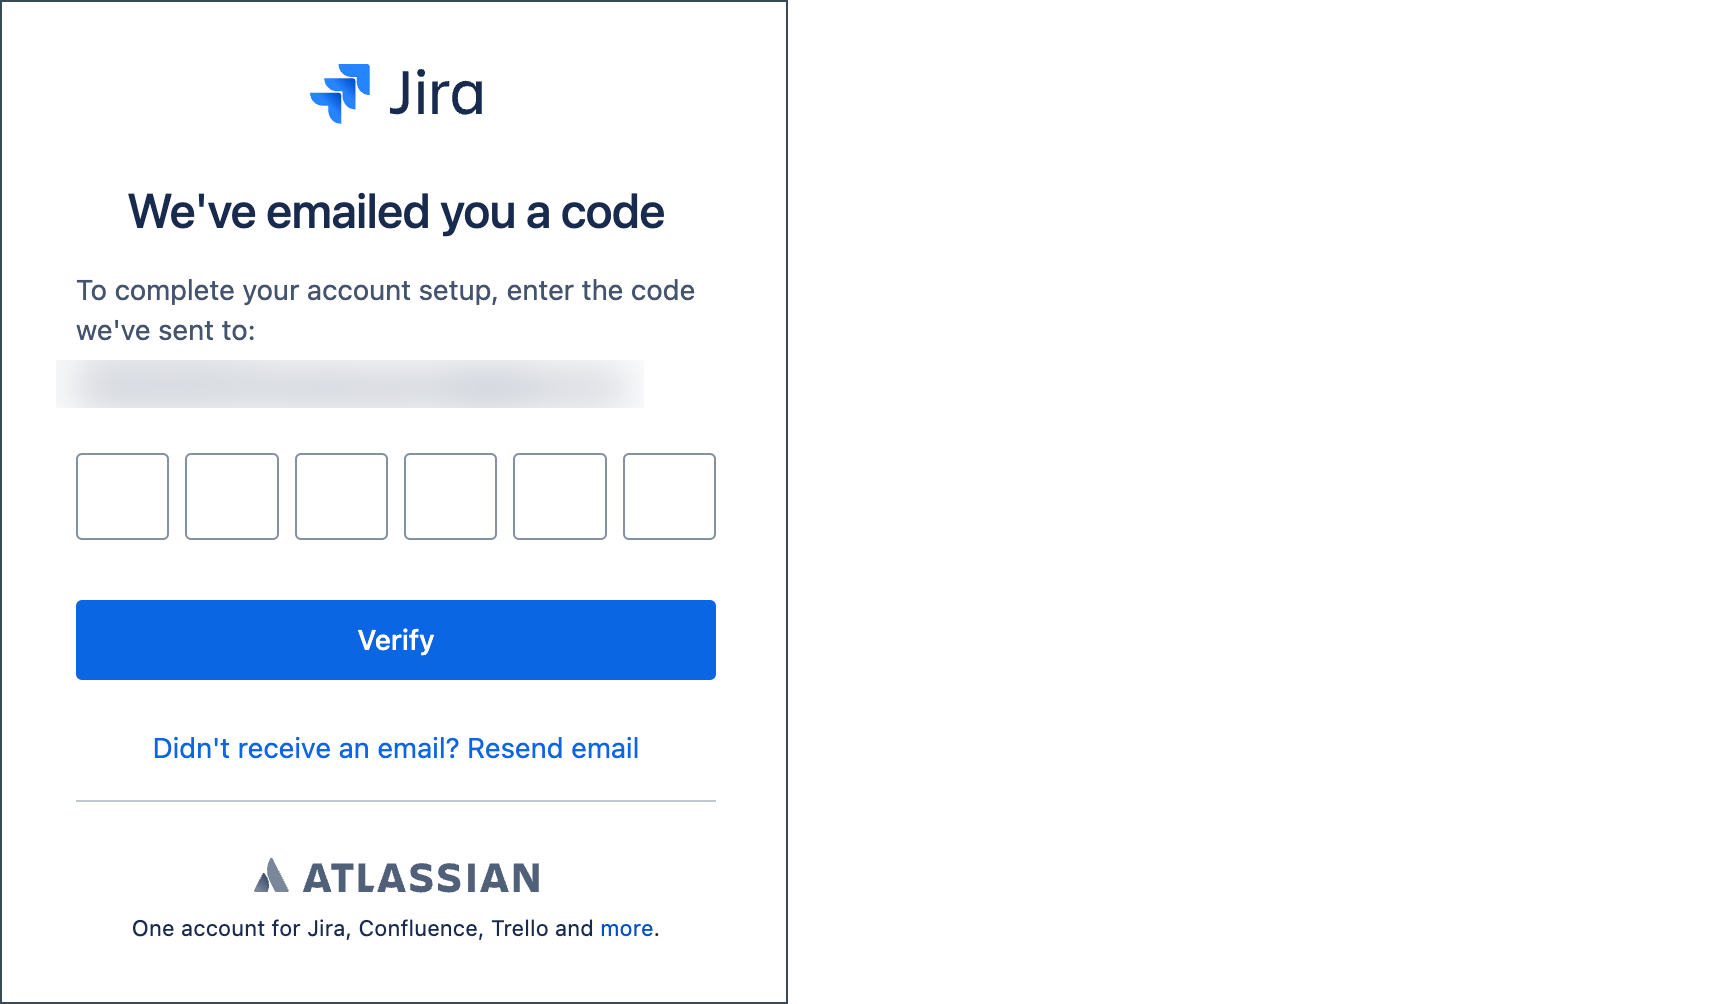 Jira
We've emailed you a code
To complete your account setup, enter the code
we've sent to:
Verify
Didn't receive an email? Resend email
ATLASSIAN
One account for Jira, Confluence, Trello and more.